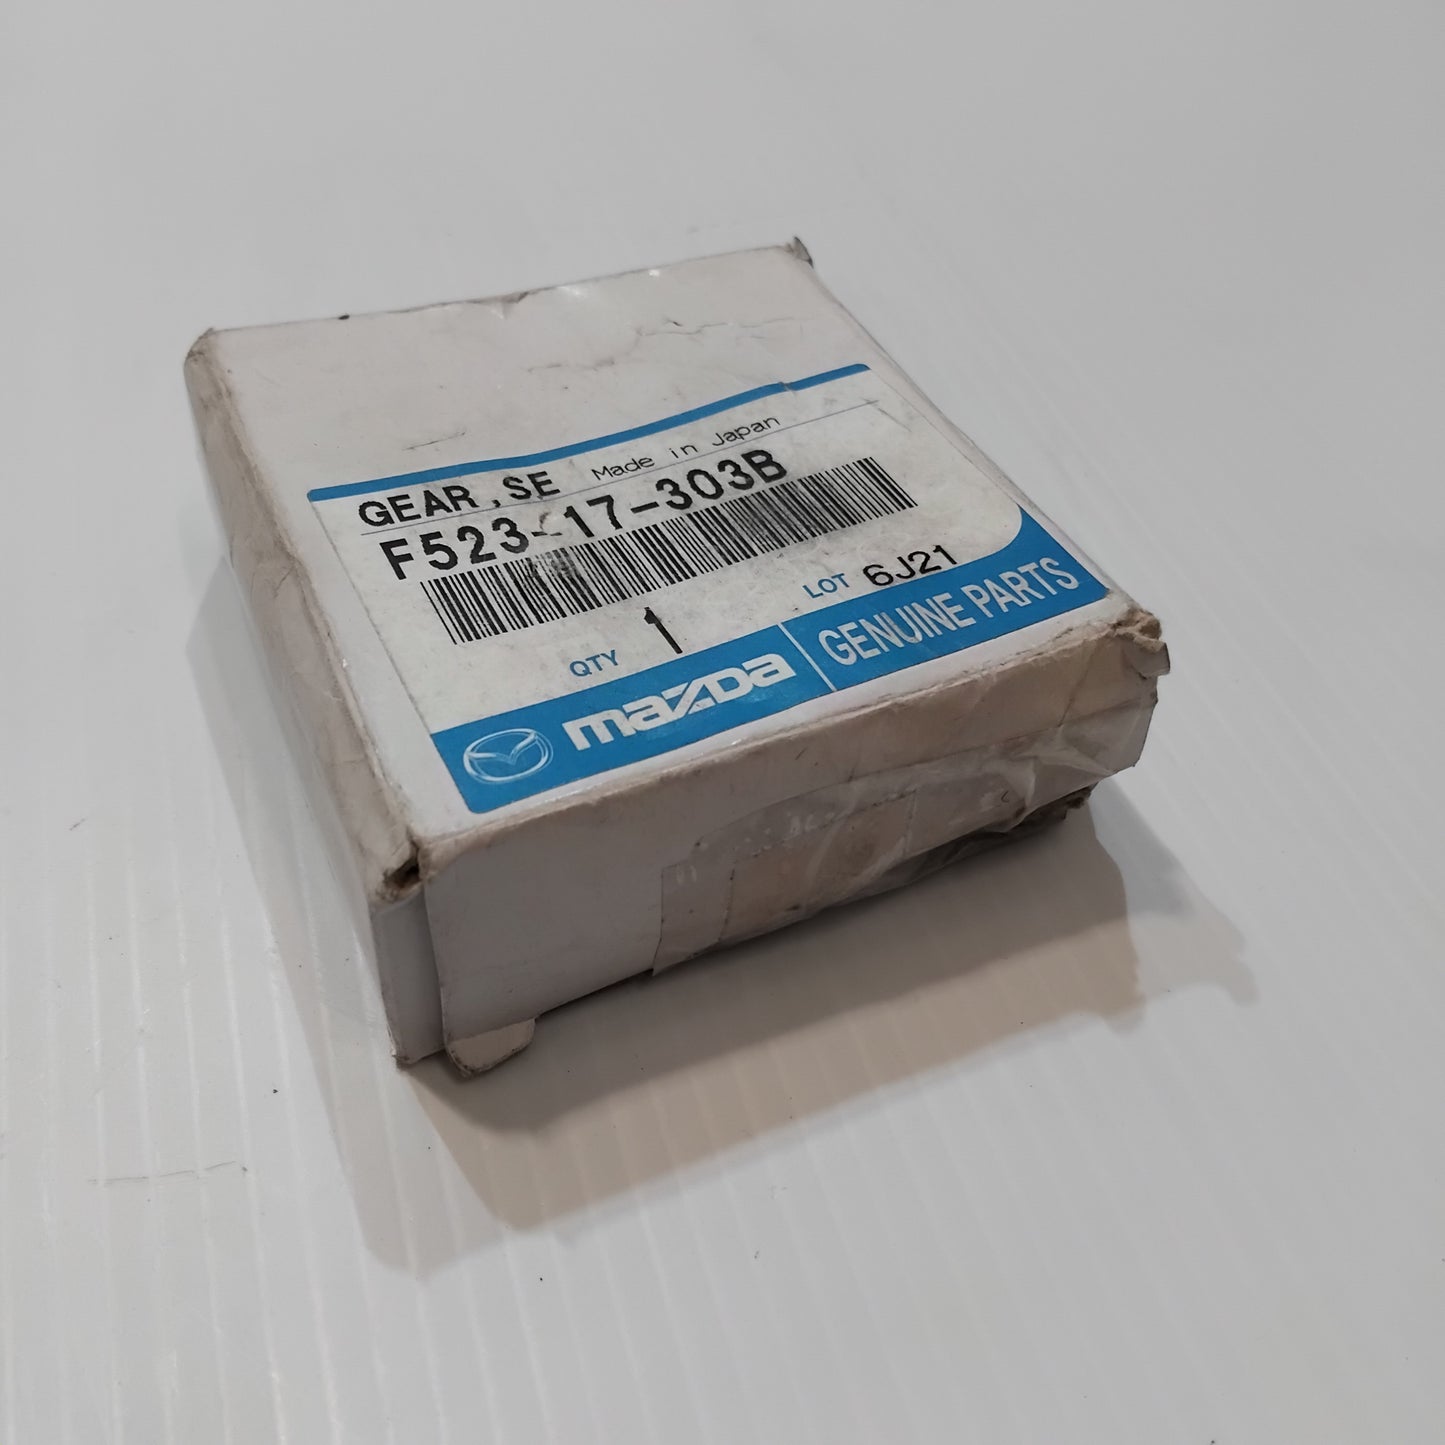 GEAR , SE Made in Japan
F523-17-303B
QTY 1 LOT 6J21
mazda GENUINE PARTS